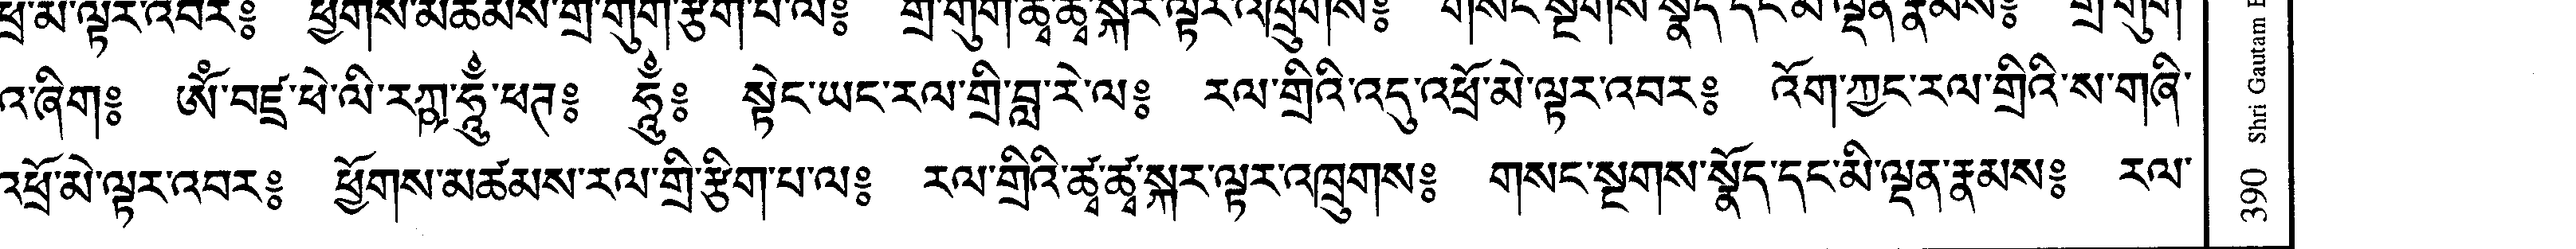 ཕྲ་མ་ལྟར་འབར༔ ཕྱོགས་མཚམས་གྲི་གུག་རྩིག་པ་ལ༔ གྲི་གུག་ཚྭ་ཚྭ་སྐར་ལྟར་འཁྲུགས༔ གསང་སྔགས་སྣོད་དང་མི་ལྡན་རྣམས༔ གྲི་གུག
འ་ཞིག༔ ཨོཾ་བཛྲ་ཕེ་ལི་རཀྵ་ཧཱུྃ་ཕཊ༔ ཧཱུྃ༔ སྟེང་ཡང་རལ་གྲི་བླ་རེ་ལ༔ རལ་གྲིའི་འདུ་འཕྲོ་མེ་ལྟར་འབར༔ འོག་ཀྱང་རལ་གྲིའི་ས་གཞི་
འཕྲོ་མེ་ལྟར་འབར༔ ཕྱོགས་མཚམས་རལ་གྲི་རྩིག་པ་ལ༔ རལ་གྲིའི་ཚྭ་ཚྭ་སྐར་ལྟར་འཁྲུགས༔ གསང་སྔགས་སྣོད་དང་མི་ལྡན་རྣམས༔ རལ་
390 Shri Gautam